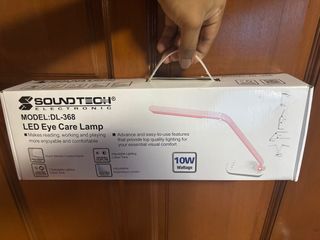 SOUNDTECH®
ELECTRONIC
MODEL:DL-368
LED Eye Care Lamp
■ Makes reading, working and playing
more enjoyable and comfortable
■ Advance and easy-to-use features
that provide top quality lighting for
your essential visual comfort.
10W
Wattage